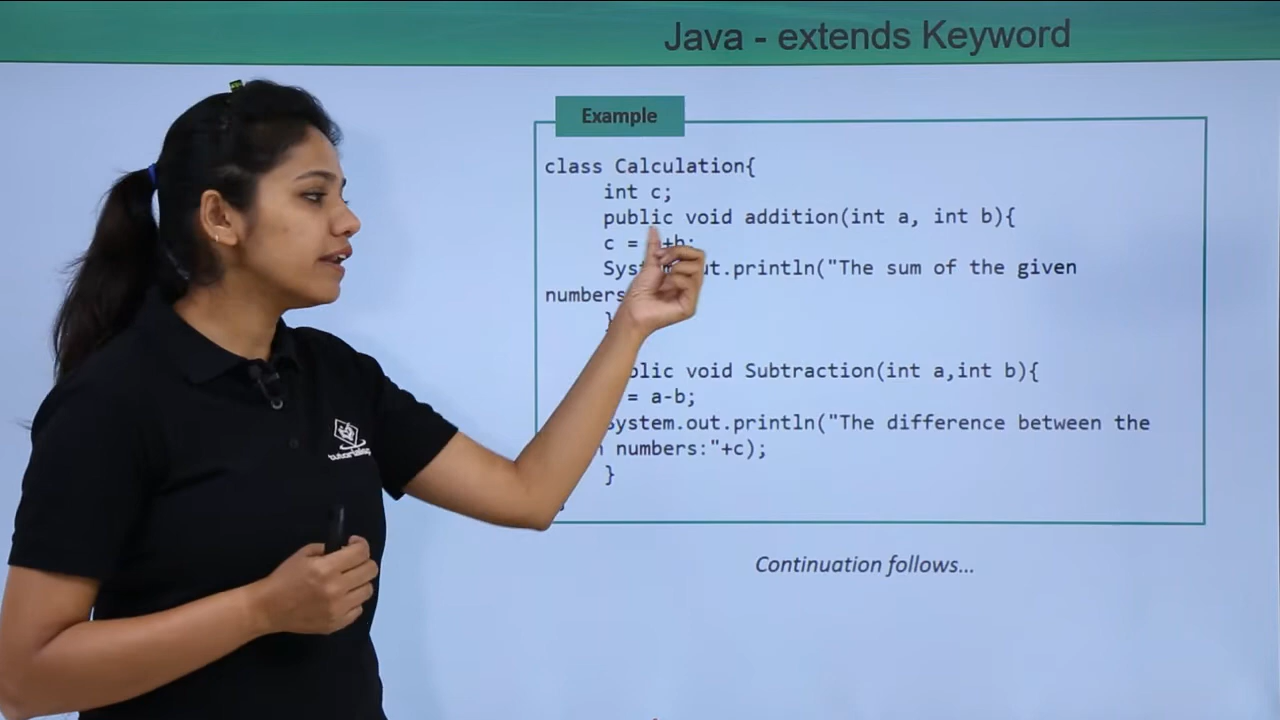 Java - extends Keyword
Example
class Calculation{
int c;
public void addition(int a, int b){
c = +b;
System.out.println("The sum of the given
numbers
}
public void Subtraction(int a,int b){
= a-b;
System.out.println("The difference between the
numbers:"+c);
}
Continuation follows...